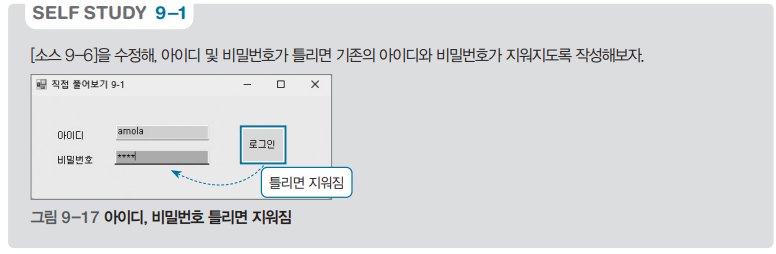 SELF STUDY 9-1
[소스 9-6]을 수정해, 아이디 및 비밀번호가 틀리면 기존의 아이디와 비밀번호가 지워지도록 작성해보자.
직접 풀어보기 9-1
아이디 amola
비밀번호 ****
로그인
틀리면 지워짐
그림 9-17 아이디, 비밀번호 틀리면 지워짐